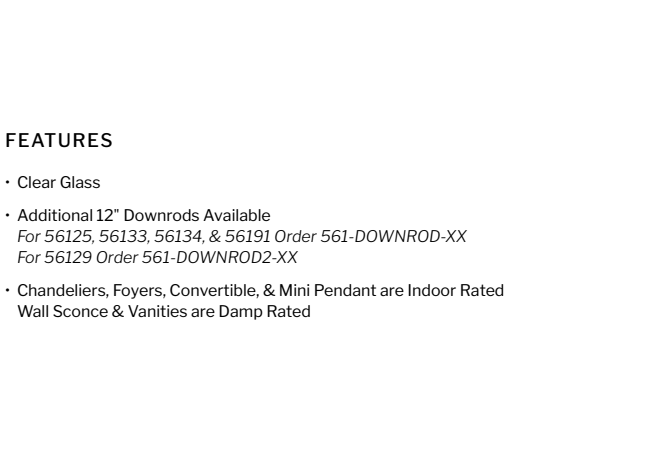 FEATURES
• Clear Glass
• Additional 12" Downrods Available
For 56125, 56133, 56134, & 56191 Order 561-DOWNROD-XX
For 56129 Order 561-DOWNROD2-XX
• Chandeliers, Foyers, Convertible, & Mini Pendant are Indoor Rated
Wall Sconce & Vanities are Damp Rated